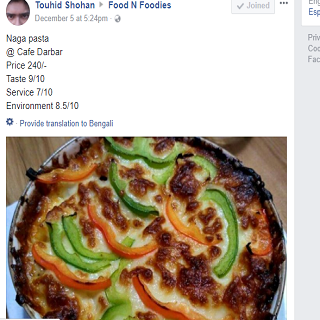 Touhid Shohan ▸ Food N Foodies
✓ Joined
December 5 at 5:24pm ·
Naga pasta
@ Cafe Darbar
Price 240/-
Taste 9/10
Service 7/10
Environment 8.5/10
· Provide translation to Bengali
Esp
Priv
Coo
Fac